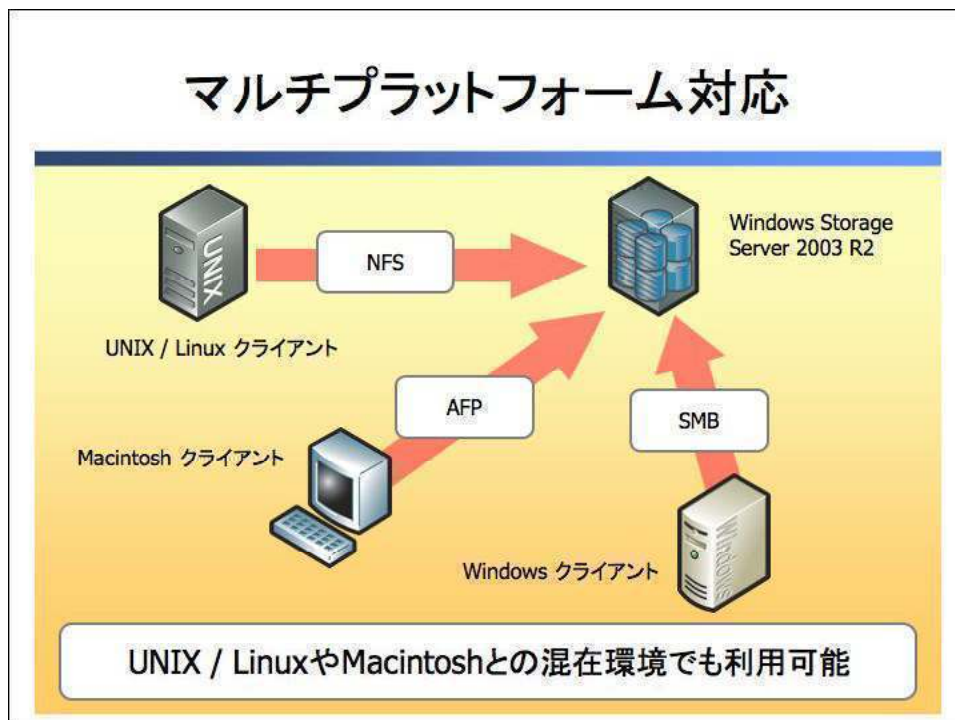 マルチプラットフォーム対応
UNIX
NFS
Windows Storage
Server 2003 R2
UNIX / Linux クライアント
AFP
SMB
Macintosh クライアント
Windows
Windows クライアント
UNIX / LinuxやMacintoshとの混在環境でも利用可能